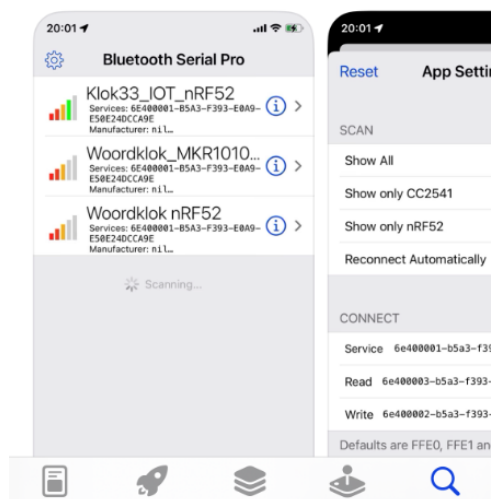 20:01
Bluetooth Serial Pro
Klok33_IOT_nRF52
Services: 6E400001-B5A3-F393-E0A9-
E50E24DCCA9E
Manufacturer: nil…
Woordklok_MKR1010...
Services: 6E400001-B5A3-F393-E0A9-
E50E24DCCA9E
Manufacturer: nil…
Woordklok nRF52
Services: 6E400001-B5A3-F393-E0A9-
E50E24DCCA9E
Manufacturer: nil…
Scanning...
20:01
Reset App Setti
SCAN
Show All
Show only CC2541
Show only nRF52
Reconnect Automatically
CONNECT
Service 6e400001-b5a3-f39
Read 6e400003-b5a3-f393-
Write 6e400002-b5a3-f393-
Defaults are FFE0, FFE1 an